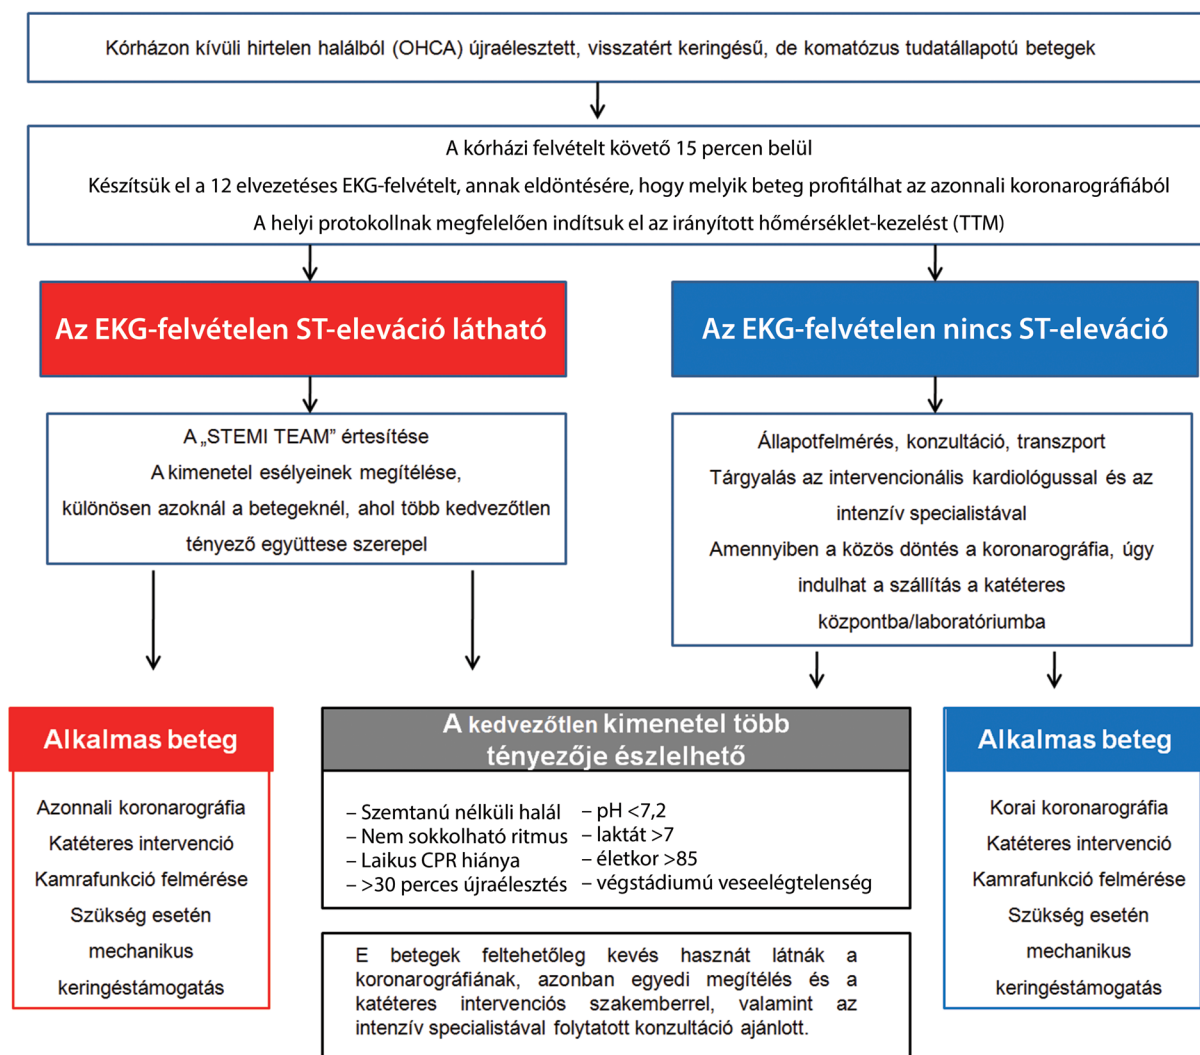 Kórházon kívüli hirtelen halálból (OHCA) újraélesztett, visszatért keringésű, de komatózus tudatállapotú betegek
A kórházi felvételt követő 15 percen belül
Készítsük el a 12 elvezetéses EKG-felvételt, annak eldöntésére, hogy melyik beteg profitálhat az azonnali koronarográfiából
A helyi protokollnak megfelelően indítsuk el az irányított hőmérséklet-kezelést (TTM)
Az EKG-felvételen ST-eleváció látható
Az EKG-felvételen nincs ST-eleváció
A „STEMI TEAM” értesítése
A kimenetel esélyeinek megítélése,
különösen azoknál a betegeknél, ahol több kedvezőtlen
tényező együttese szerepel
Állapotfelmérés, konzultáció, transzport
Tárgyalás az intervencionális kardiológussal és az
intenzív specialistával
Amennyiben a közös döntés a koronarográfia, úgy
indulhat a szállítás a katéteres
központba/laboratóriumba
Alkalmas beteg
Azonnali koronarográfia
Katéteres intervenció
Kamrafunkció felmérése
Szükség esetén
mechanikus
keringéstámogatás
A kedvezőtlen kimenetel több
tényezője észlelhető
– Szemtanú nélküli halál
– Nem sokkolható ritmus
– Laikus CPR hiánya
– >30 perces újraélesztés
– pH <7,2
– laktát >7
– életkor >85
– végstádiumú veseelégtelenség
E betegek feltehetőleg kevés hasznát látnák a
koronarográfiának, azonban egyedi megítélés és a
katéteres intervenciós szakemberrel, valamint az
intenzív specialistával folytatott konzultáció ajánlott.
Alkalmas beteg
Korai koronarográfia
Katéteres intervenció
Kamrafunkció felmérése
Szükség esetén
mechanikus
keringéstámogatás